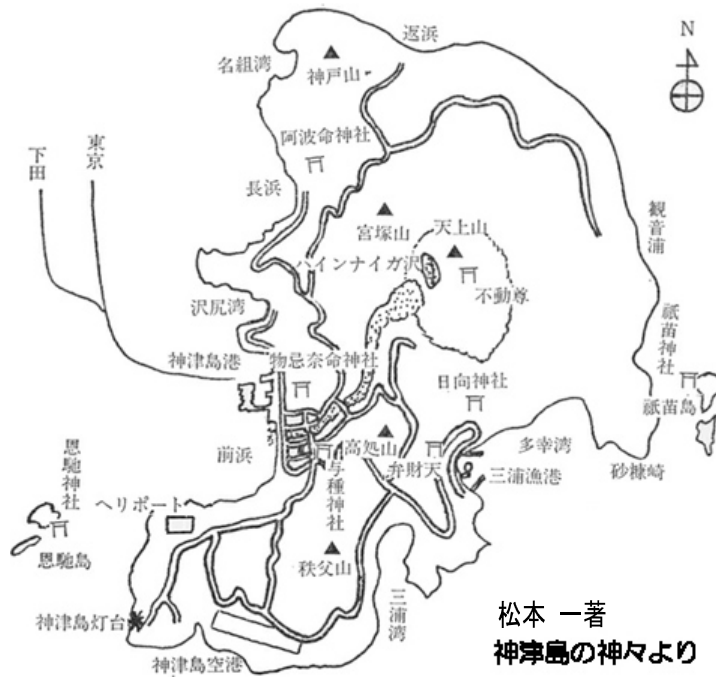 返浜
N
名組湾
神戸山
東京
下田
阿波命神社
長浜
宮塚山
天上山
観音浦
ハインナイガ沢
不動尊
沢尻湾
祇苗神社
神津島港
物忌奈命神社
日向神社
祇苗島
前浜
高処山
弁財天
多幸湾
砂糠崎
三浦漁港
与種神社
恩馳神社
ヘリポート
恩馳島
秩父山
三浦湾
神津島灯台
神津島空港
松本 一著
神津島の神々より